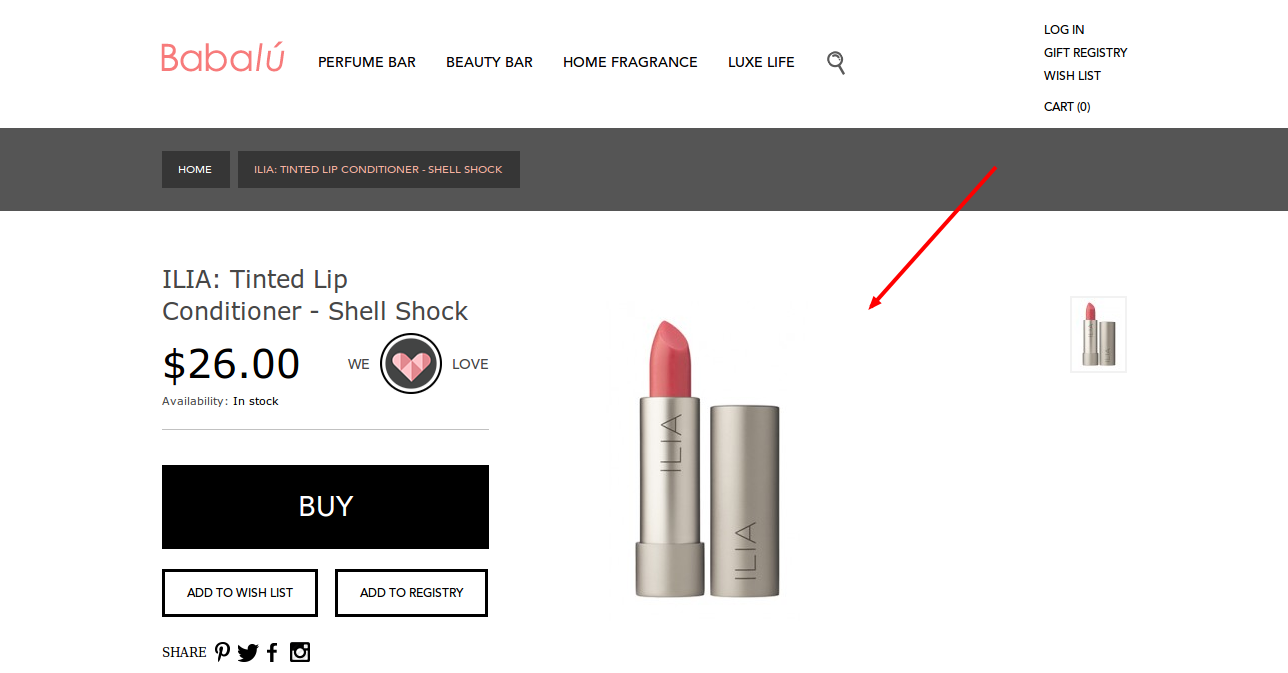 Babalú
PERFUME BAR
BEAUTY BAR
HOME FRAGRANCE
LUXE LIFE
LOG IN
GIFT REGISTRY
WISH LIST
CART (0)
HOME
ILIA: TINTED LIP CONDITIONER - SHELL SHOCK
ILIA: Tinted Lip
Conditioner - Shell Shock
$26.00
WE LOVE
Availability: In stock
BUY
ADD TO WISH LIST
ADD TO REGISTRY
SHARE
ILIA
ILIA